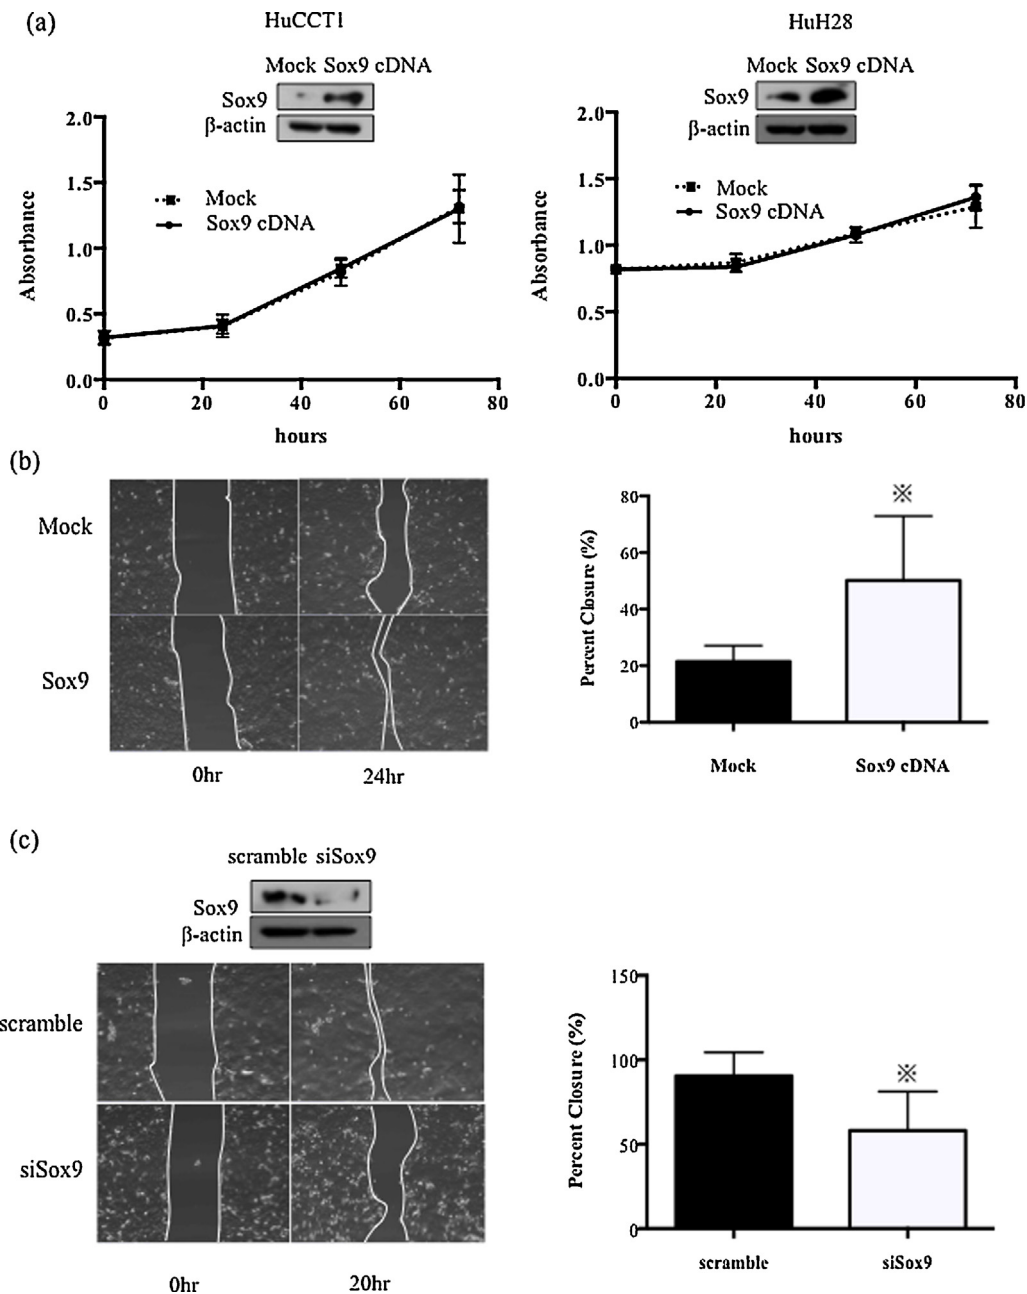 (a)
HuCCT1
HuH28
Mock Sox9 cDNA
Sox9
β-actin
Mock Sox9 cDNA
Sox9
β-actin
2.0
1.5
1.0
0.5
0.0
Absorbance
Mock
Sox9 cDNA
0
20
40
60
80
hours
2.0
1.5
1.0
0.5
0.0
Absorbance
Mock
Sox9 cDNA
0
20
40
60
80
hours
(b)
Mock
Sox9
0hr
24hr
80
60
40
20
0
Percent Closure (%)
※
Mock
Sox9 cDNA
(c)
scramble siSox9
Sox9
β-actin
scramble
siSox9
0hr
20hr
150
100
50
0
Percent Closure (%)
※
scramble
siSox9